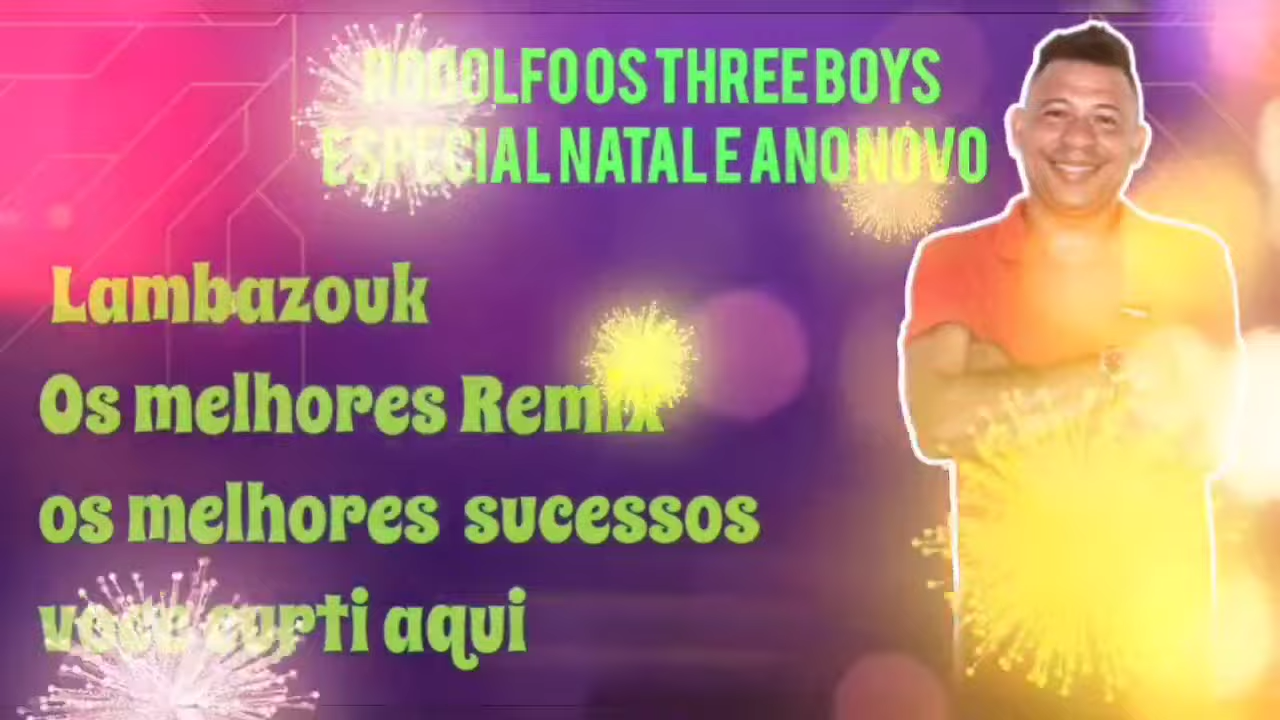 RODOLFO OS THREE BOYS
ESPECIAL NATAL E ANO NOVO
Lambazouk
Os melhores Remix
os melhores sucessos
voce curti aqui